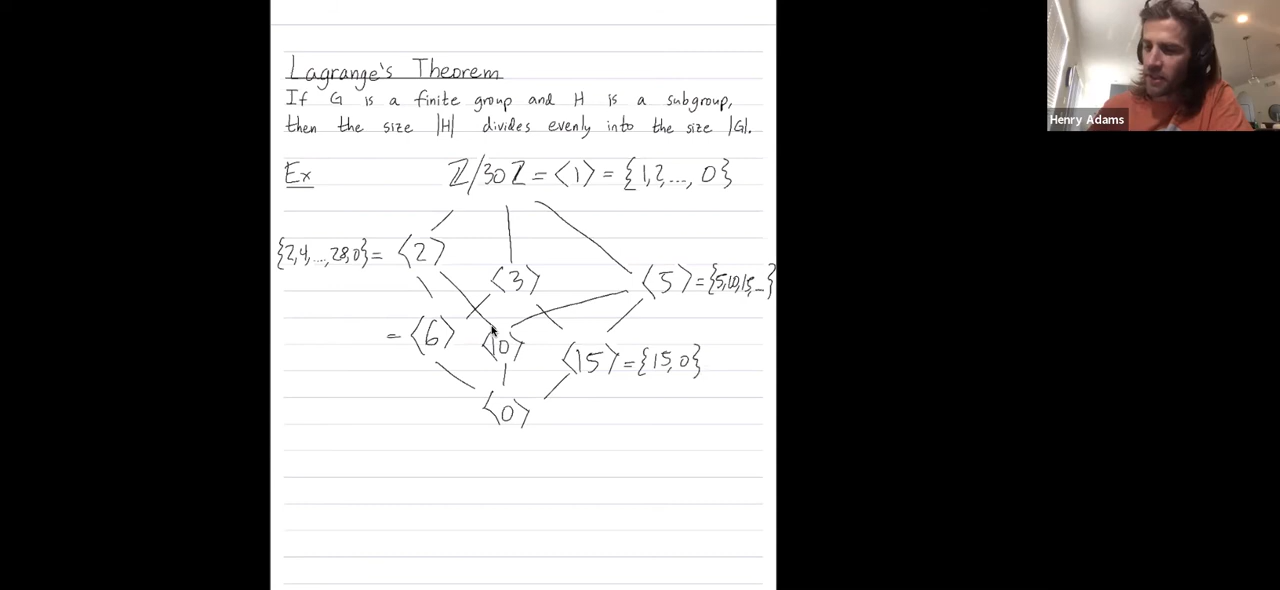 Lagrange's Theorem
If G is a finite group and H is a subgroup,
then the size |H| divides evenly into the size |G|.
Ex ℤ/30ℤ = ⟨1⟩ = {1,2,..., 0}
{2,4,...,28,0} = ⟨2⟩
⟨3⟩ ⟨5⟩ = {5,10,15,...}
= ⟨6⟩ ⟨10⟩ ⟨15⟩ = {15,0}
⟨0⟩
Henry Adams